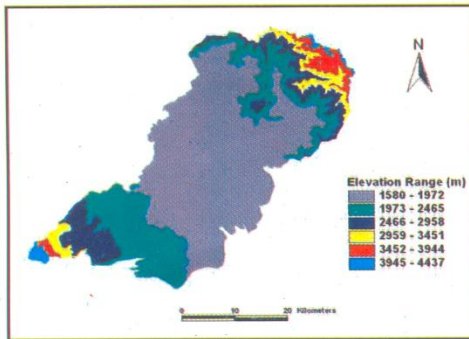 N
Elevation Range (m)
1580 - 1972
1973 - 2465
2466 - 2958
2959 - 3451
3452 - 3944
3945 - 4437
0 10 20 Kilometers